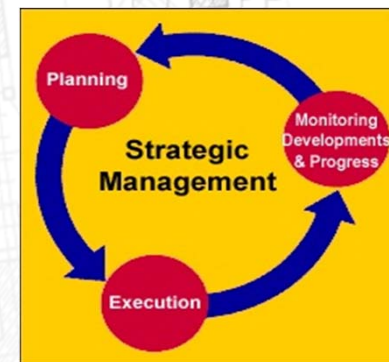 Planning
Monitoring
Developments
& Progress
Strategic
Management
Execution